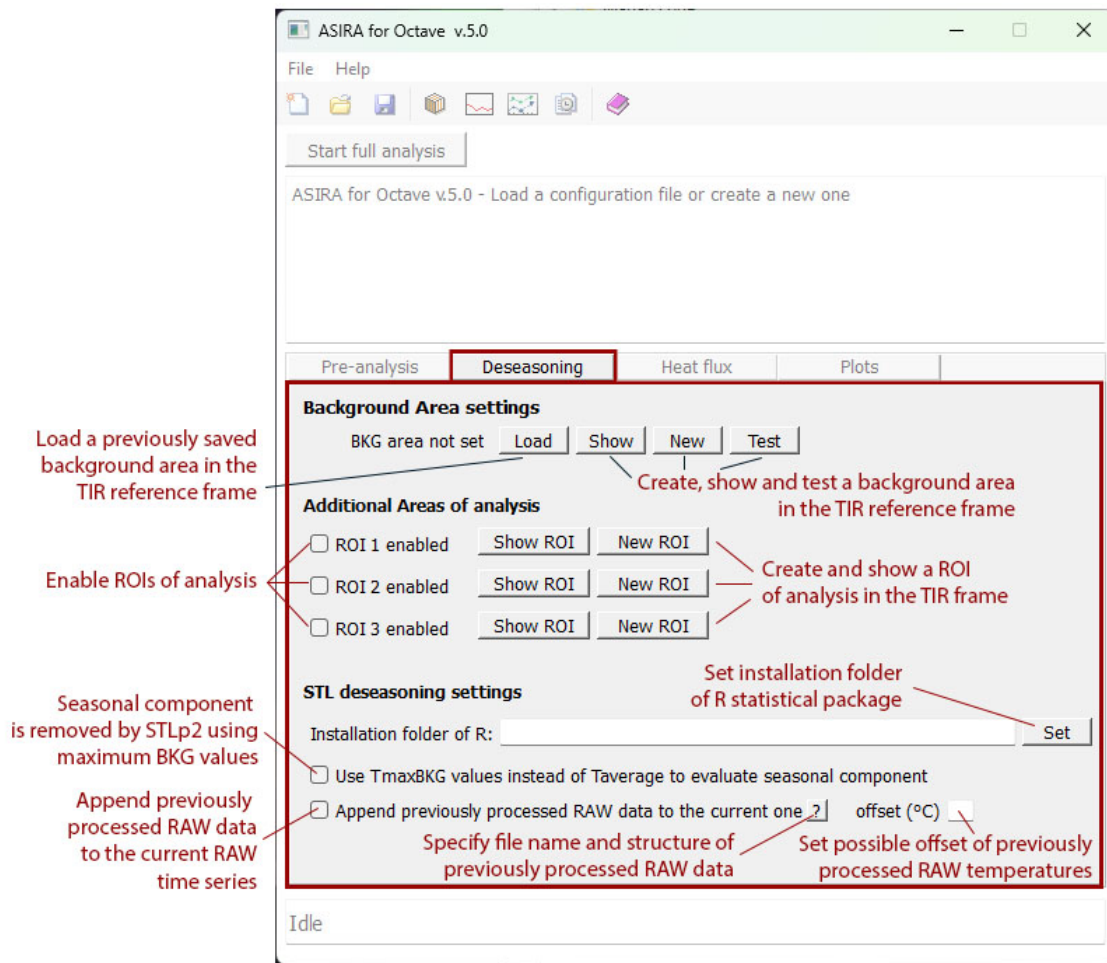 ASIRA for Octave v.5.0
File Help
Start full analysis
ASIRA for Octave v.5.0 - Load a configuration file or create a new one
Pre-analysis Deseasoning Heat flux Plots
Background Area settings
BKG area not set Load Show New Test
Load a previously saved
background area in the
TIR reference frame
Create, show and test a background area
in the TIR reference frame
Additional Areas of analysis
ROI 1 enabled Show ROI New ROI
ROI 2 enabled Show ROI New ROI
ROI 3 enabled Show ROI New ROI
Enable ROIs of analysis
Create and show a ROI
of analysis in the TIR frame
Set installation folder
of R statistical package
STL deseasoning settings
Installation folder of R: Set
Seasonal component
is removed by STLp2 using
maximum BKG values
Use TmaxBKG values instead of Taverage to evaluate seasonal component
Append previously processed RAW data to the current one ? offset (°C)
Append previously
processed RAW data
to the current RAW
time series
Specify file name and structure of
previously processed RAW data
Set possible offset of previously
processed RAW temperatures
Idle